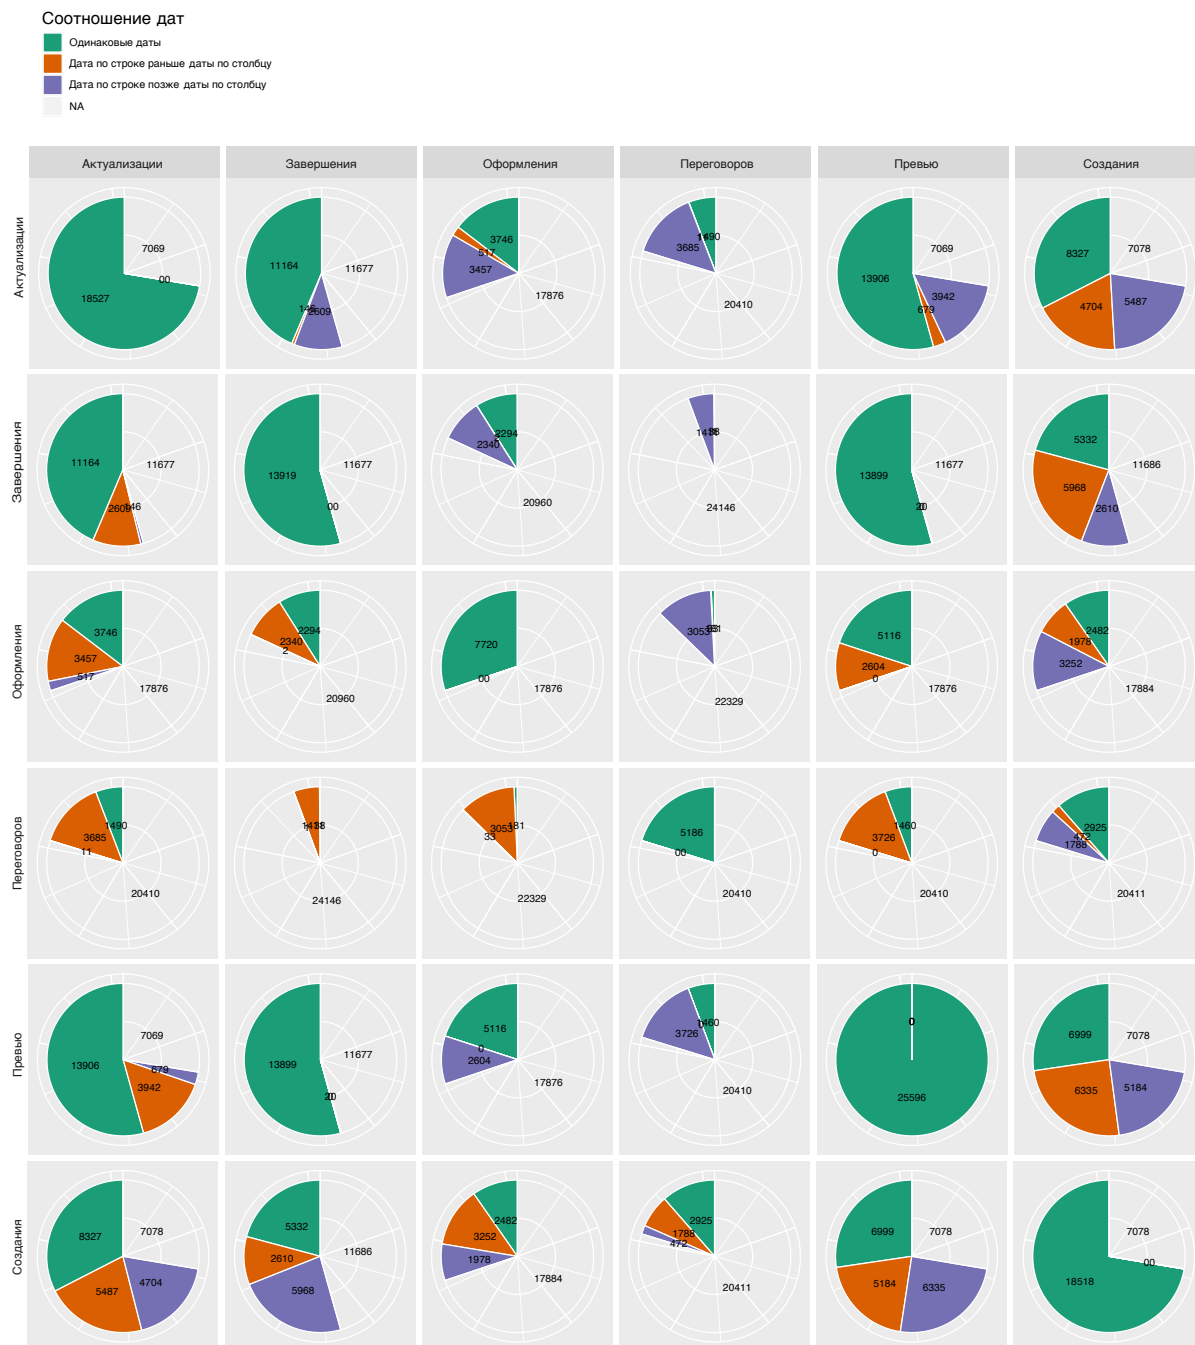 Соотношение дат
Одинаковые даты
Дата по строке раньше даты по столбцу
Дата по строке позже даты по столбцу
NA
Актуализации Завершения Оформления Переговоров Превью Создания
Актуализации
18527 00 7069
11164 146 2609 11677
3746 517 3457 17876
1490 3685 20410
13906 679 3942 7069
8327 4704 5487 7078
Завершения
11164 2609 146 11677
13919 00 11677
2294 2340 20960
24146
13899 11677
5332 5968 2610 11686
Оформления
3746 3457 517 17876
2294 2340 2 20960
7720 00 17876
3053 22329
5116 2604 0 17876
2482 1978 3252 17884
Переговоров
1490 3685 11 20410
24146
181 3053 33 22329
5186 00 20410
1460 3726 0 20410
2925 472 1788 20411
Превью
13906 3942 679 7069
13899 11677
5116 0 2604 17876
1460 3726 20410
0 25596
6999 6335 5184 7078
Создания
8327 5487 4704 7078
5332 2610 5968 11686
2482 3252 1978 17884
2925 1788 472 20411
6999 5184 6335 7078
18518 00 7078